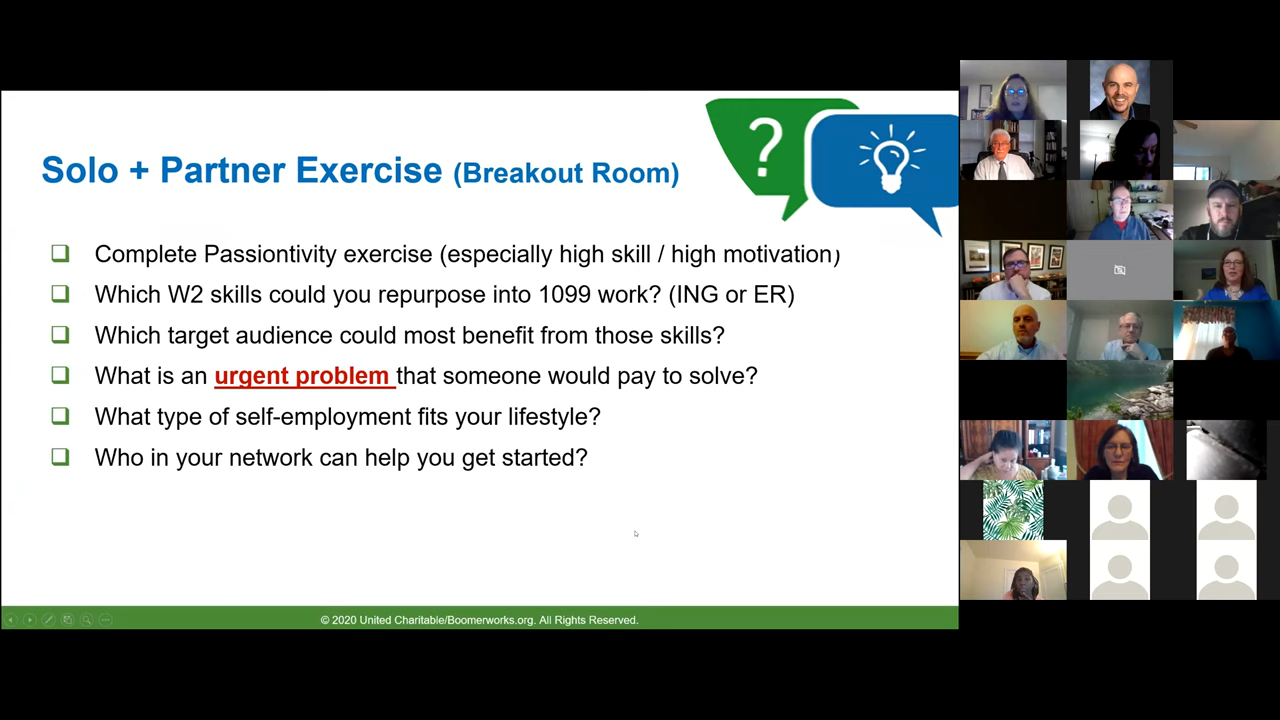 Solo + Partner Exercise (Breakout Room)
?
Complete Passiontivity exercise (especially high skill / high motivation)
Which W2 skills could you repurpose into 1099 work? (ING or ER)
Which target audience could most benefit from those skills?
What is an urgent problem that someone would pay to solve?
What type of self-employment fits your lifestyle?
Who in your network can help you get started?
© 2020 United Charitable/Boomerworks.org. All Rights Reserved.